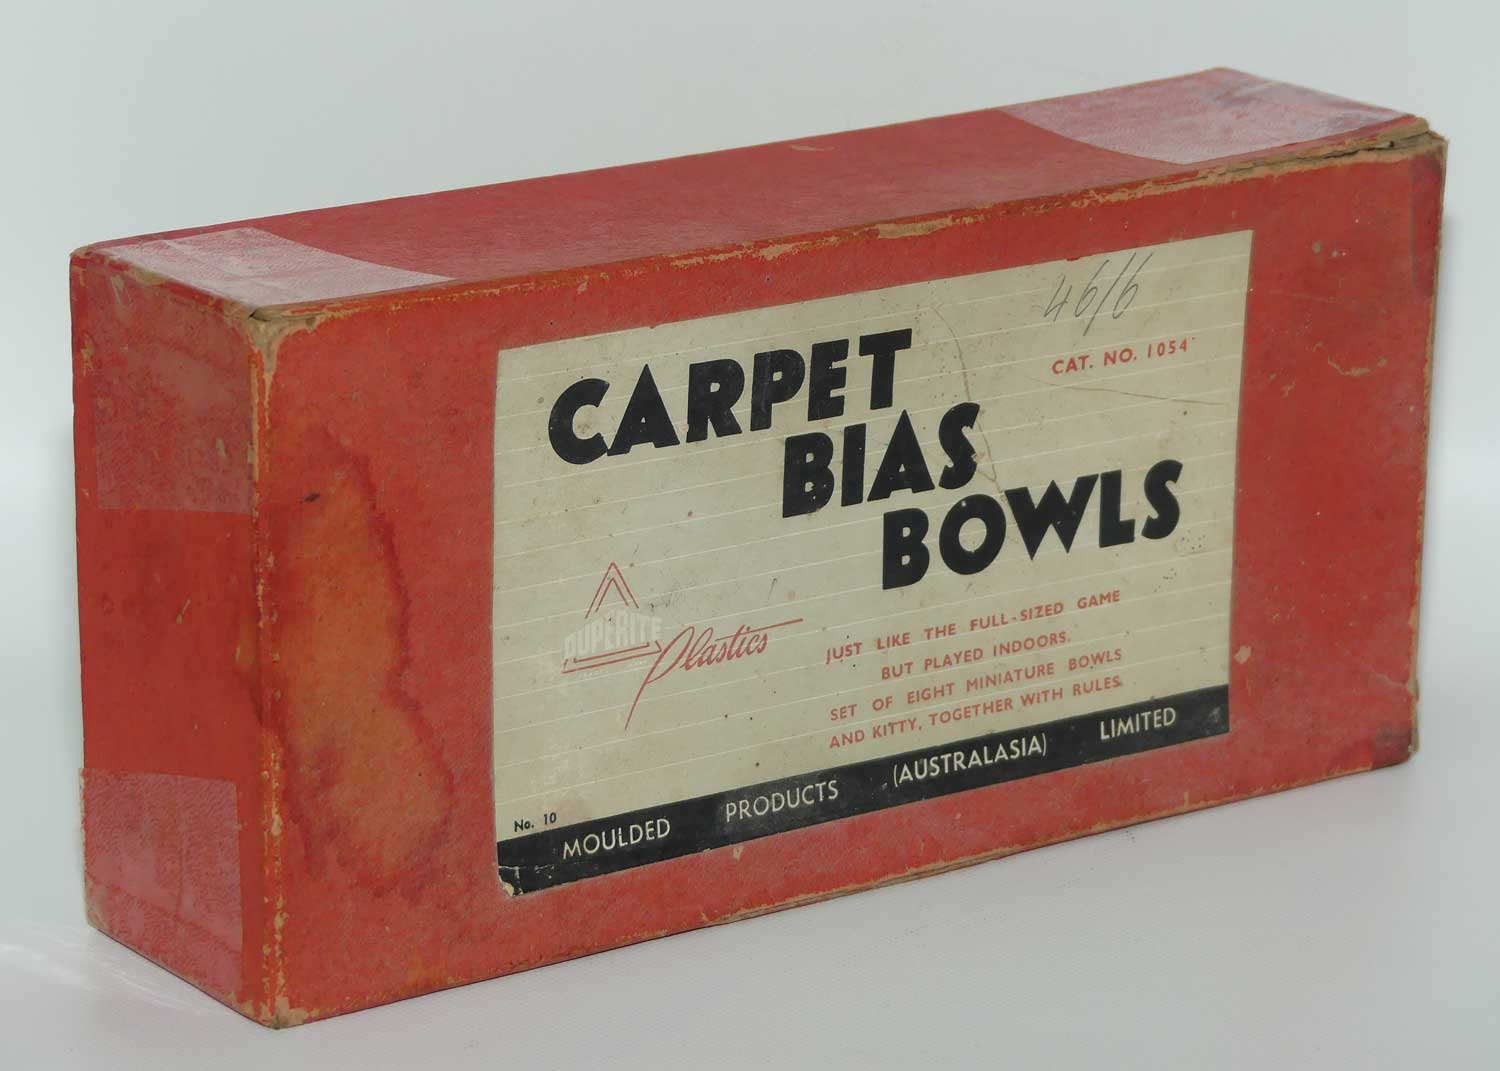 46/6
CAT. NO. 1054
CARPET
BIAS
BOWLS
DUPERITE
Plastics
JUST LIKE THE FULL-SIZED GAME
BUT PLAYED INDOORS.
SET OF EIGHT MINIATURE BOWLS
AND KITTY, TOGETHER WITH RULES.
No. 10
MOULDED PRODUCTS (AUSTRALASIA) LIMITED